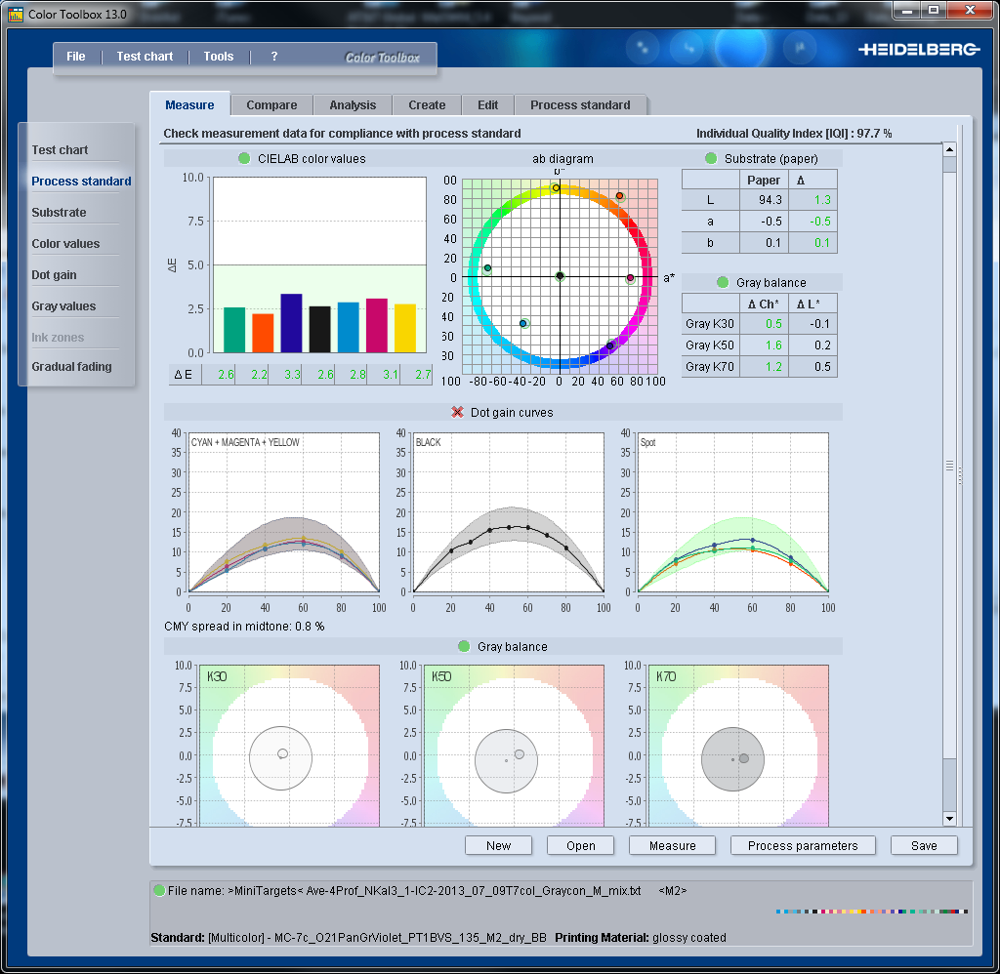 Color Toolbox 13.0
HEIDELBERG
File Test chart Tools ? Color Toolbox
Measure Compare Analysis Create Edit Process standard
Test chart
Process standard
Substrate
Color values
Dot gain
Gray values
Ink zones
Gradual fading
Check measurement data for compliance with process standard Individual Quality Index [IQI] : 97.7 %
CIELAB color values
10.0
7.5
5.0
2.5
0.0
ΔE
Δ E 2.6 2.2 3.3 2.6 2.8 3.1 2.7
ab diagram
b*
00
80
60
40
20
0
20
40
60
80
100 -80 -60 -40 -20 0 20 40 60 80 100
a*
Substrate (paper)
Paper Δ
L 94.3 1.3
a -0.5 -0.5
b 0.1 0.1
Gray balance
Δ Ch* Δ L*
Gray K30 0.5 -0.1
Gray K50 1.6 0.2
Gray K70 1.2 0.5
Dot gain curves
CYAN + MAGENTA + YELLOW
40
35
30
25
20
15
10
5
0
0 20 40 60 80 100
BLACK
40
35
30
25
20
15
10
5
0
0 20 40 60 80 100
Spot
40
35
30
25
20
15
10
5
0
0 20 40 60 80 100
CMY spread in midtone: 0.8 %
Gray balance
K30
10.0
7.5
5.0
2.5
0.0
-2.5
-5.0
-7.5
K50
10.0
7.5
5.0
2.5
0.0
-2.5
-5.0
-7.5
K70
10.0
7.5
5.0
2.5
0.0
-2.5
-5.0
-7.5
New Open Measure Process parameters Save
File name: >MiniTargets< Ave-4Prof_NKal3_1-IC2-2013_07_09T7col_Graycon_M_mix.txt <M2>
Standard: [Multicolor] - MC-7c_O21PanGrViolet_PT1BVS_135_M2_dry_BB Printing Material: glossy coated